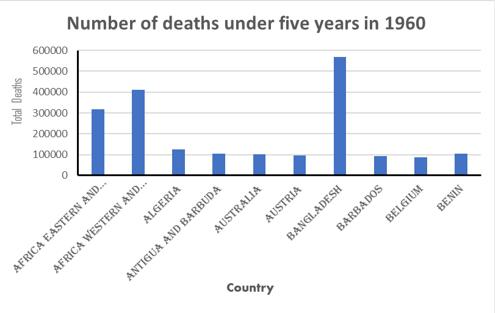 Number of deaths under five years in 1960
Total Deaths
600000
500000
400000
300000
200000
100000
0
AFRICA EASTERN AND...
AFRICA WESTERN AND...
ALGERIA
ANTIGUA AND BARBUDA
AUSTRALIA
AUSTRIA
BANGLADESH
BARBADOS
BELGIUM
BENIN
Country